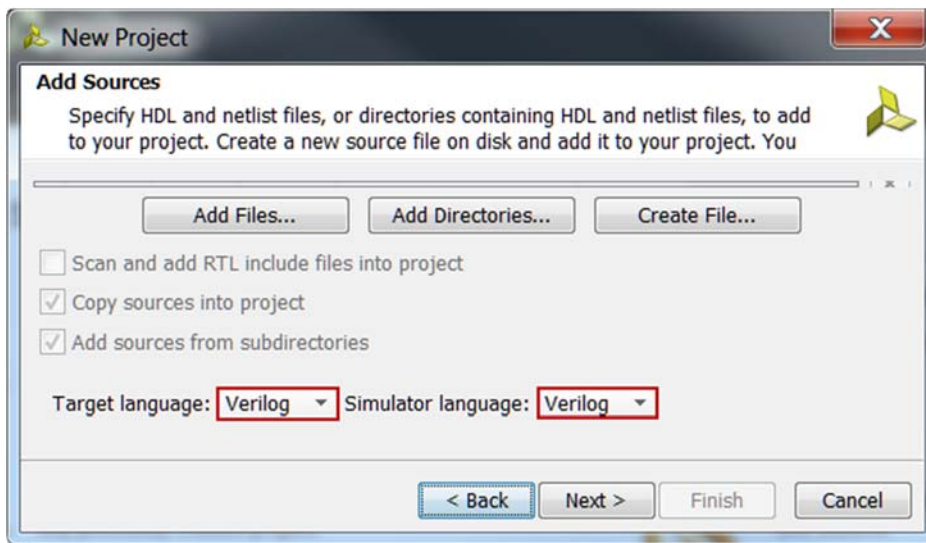 New Project
Add Sources
Specify HDL and netlist files, or directories containing HDL and netlist files, to add
to your project. Create a new source file on disk and add it to your project. You
Add Files... Add Directories... Create File...
Scan and add RTL include files into project
Copy sources into project
Add sources from subdirectories
Target language: Verilog Simulator language: Verilog
< Back Next > Finish Cancel